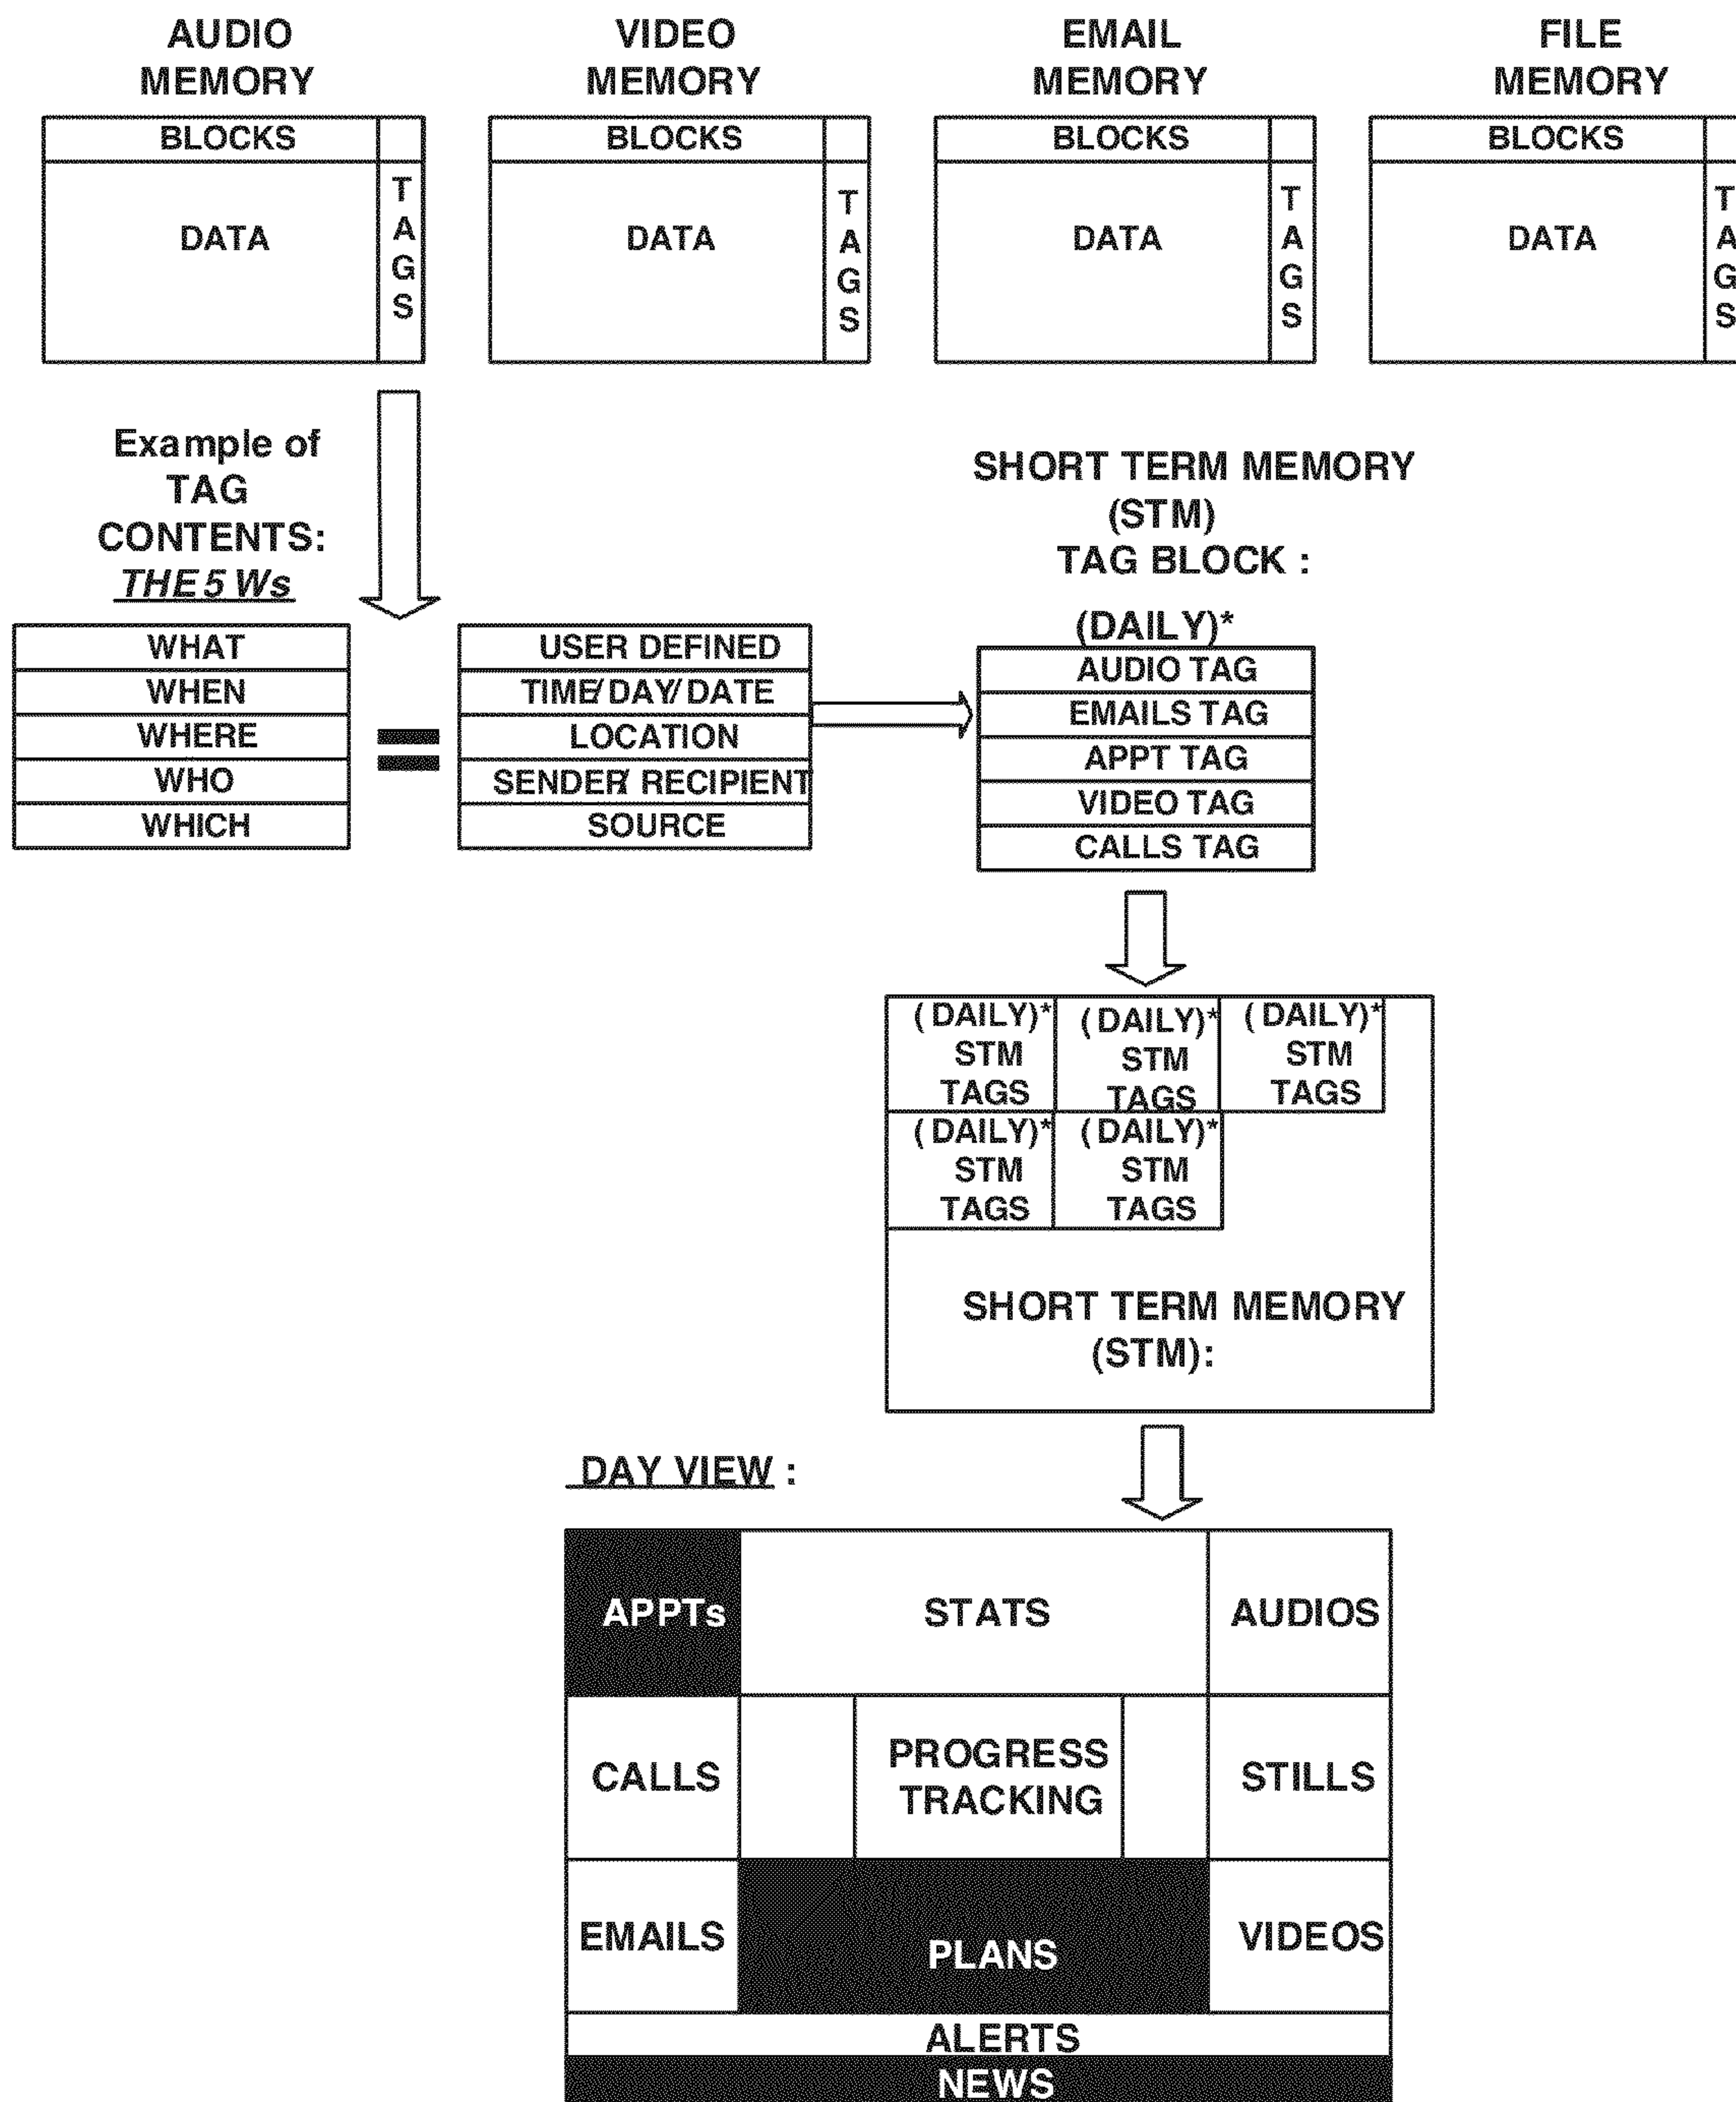 AUDIO
MEMORY
VIDEO
MEMORY
EMAIL
MEMORY
FILE
MEMORY
BLOCKS
DATA
TAGS
BLOCKS
DATA
TAGS
BLOCKS
DATA
TAGS
BLOCKS
DATA
TAGS
Example of
TAG
CONTENTS:
THE 5 Ws
WHAT
WHEN
WHERE
WHO
WHICH
=
USER DEFINED
TIME/DAY/DATE
LOCATION
SENDER/ RECIPIENT
SOURCE
SHORT TERM MEMORY
(STM)
TAG BLOCK :
(DAILY)*
AUDIO TAG
EMAILS TAG
APPT TAG
VIDEO TAG
CALLS TAG
(DAILY)*
STM
TAGS
(DAILY)*
STM
TAGS
(DAILY)*
STM
TAGS
(DAILY)*
STM
TAGS
(DAILY)*
STM
TAGS
SHORT TERM MEMORY
(STM):
DAY VIEW :
APPTs
STATS
AUDIOS
CALLS
PROGRESS
TRACKING
STILLS
EMAILS
PLANS
VIDEOS
ALERTS
NEWS